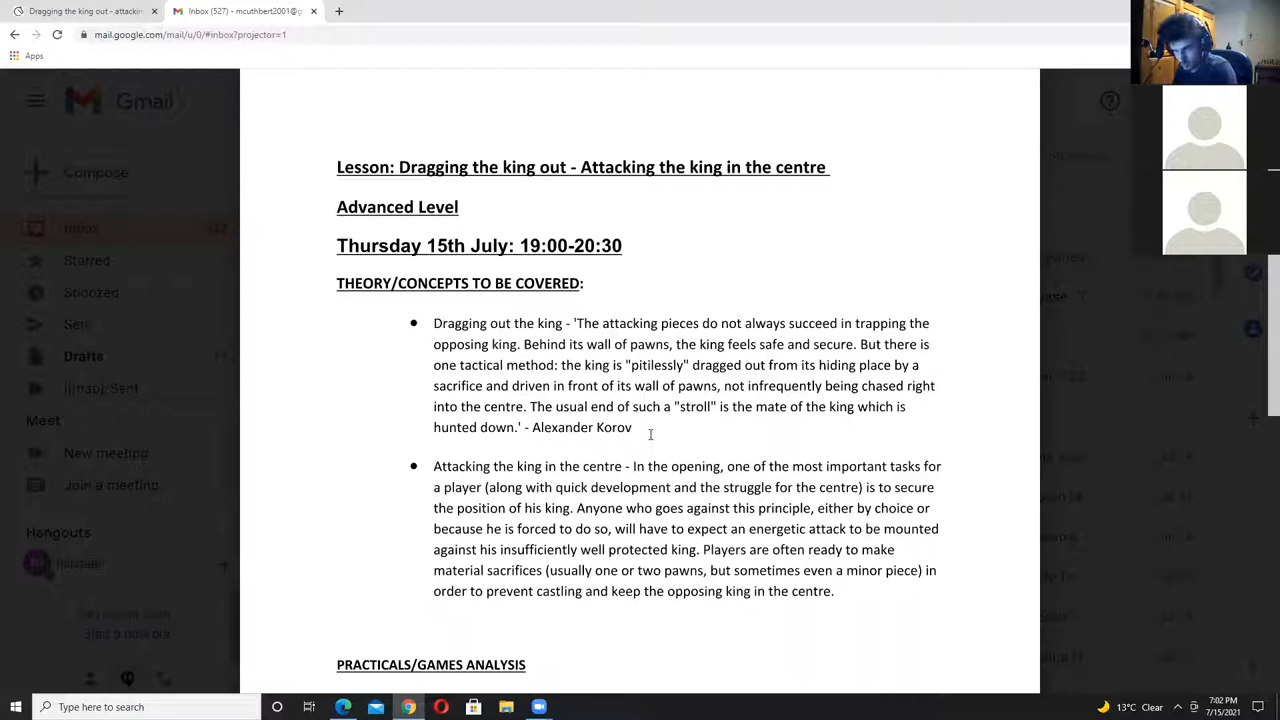 Dragging the king out - attackin
Inbox (527) - mcuthbert2001@g
mail.google.com/mail/u/0/#inbox?projector=1
Apps
Gmail
Compose
Inbox
Starred
Snoozed
Sent
Drafts
[Imap]/Sent
Meet
New meeting
Join a meeting
Hangouts
Lesson: Dragging the king out - Attacking the king in the centre
Advanced Level
Thursday 15th July: 19:00-20:30
THEORY/CONCEPTS TO BE COVERED:
Dragging out the king - 'The attacking pieces do not always succeed in trapping the
opposing king. Behind its wall of pawns, the king feels safe and secure. But there is
one tactical method: the king is "pitilessly" dragged out from its hiding place by a
sacrifice and driven in front of its wall of pawns, not infrequently being chased right
into the centre. The usual end of such a "stroll" is the mate of the king which is
hunted down.' - Alexander Korov
Attacking the king in the centre - In the opening, one of the most important tasks for
a player (along with quick development and the struggle for the centre) is to secure
the position of his king. Anyone who goes against this principle, either by choice or
because he is forced to do so, will have to expect an energetic attack to be mounted
against his insufficiently well protected king. Players are often ready to make
material sacrifices (usually one or two pawns, but sometimes even a minor piece) in
order to prevent castling and keep the opposing king in the centre.
PRACTICALS/GAMES ANALYSIS
Type here to search
13°C Clear
7:02 PM
7/15/2021